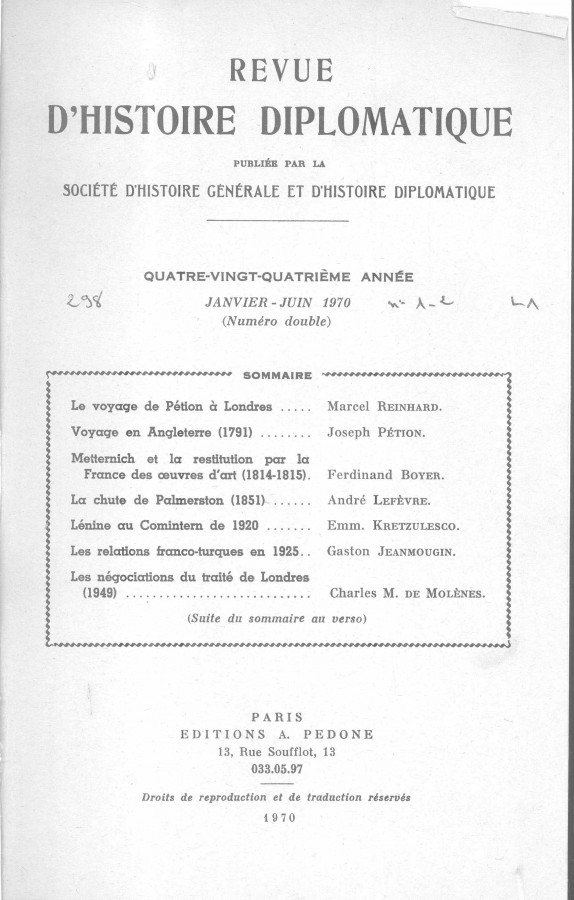 REVUE
D'HISTOIRE DIPLOMATIQUE
PUBLIÉE PAR LA
SOCIÉTÉ D'HISTOIRE GÉNÉRALE ET D'HISTOIRE DIPLOMATIQUE
QUATRE-VINGT-QUATRIÈME ANNÉE
298 JANVIER - JUIN 1970 n° 1-2
(Numéro double)
SOMMAIRE
Le voyage de Pétion à Londres ..... Marcel REINHARD.
Voyage en Angleterre (1791) ........ Joseph PÉTION.
Metternich et la restitution par la
France des œuvres d'art (1814-1815). Ferdinand BOYER.
La chute de Palmerston (1851) ...... André LEFÈVRE.
Lénine au Comintern de 1920 ....... Emm. KRETZULESCO.
Les relations franco-turques en 1925.. Gaston JEANMOUGIN.
Les négociations du traité de Londres
(1949) ............................ Charles M. DE MOLÈNES.
(Suite du sommaire au verso)
PARIS
EDITIONS A. PEDONE
13, Rue Soufflot, 13
033.05.97
Droits de reproduction et de traduction réservés
1970